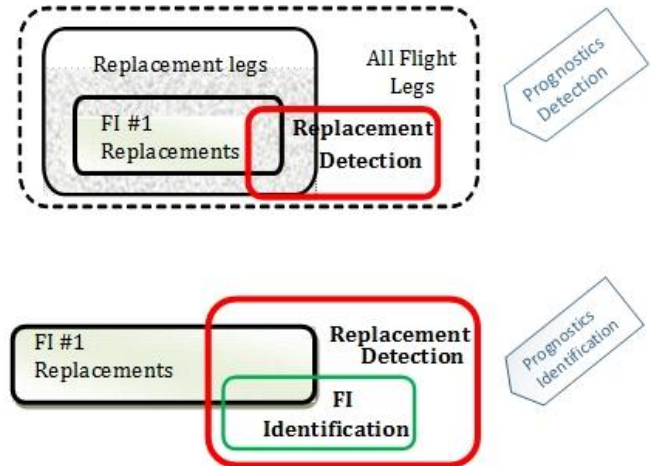 Replacement legs
All Flight
Legs
FI #1
Replacements
Replacement
Detection
Prognostics
Detection
FI #1
Replacements
Replacement
Detection
FI
Identification
Prognostics
Identification